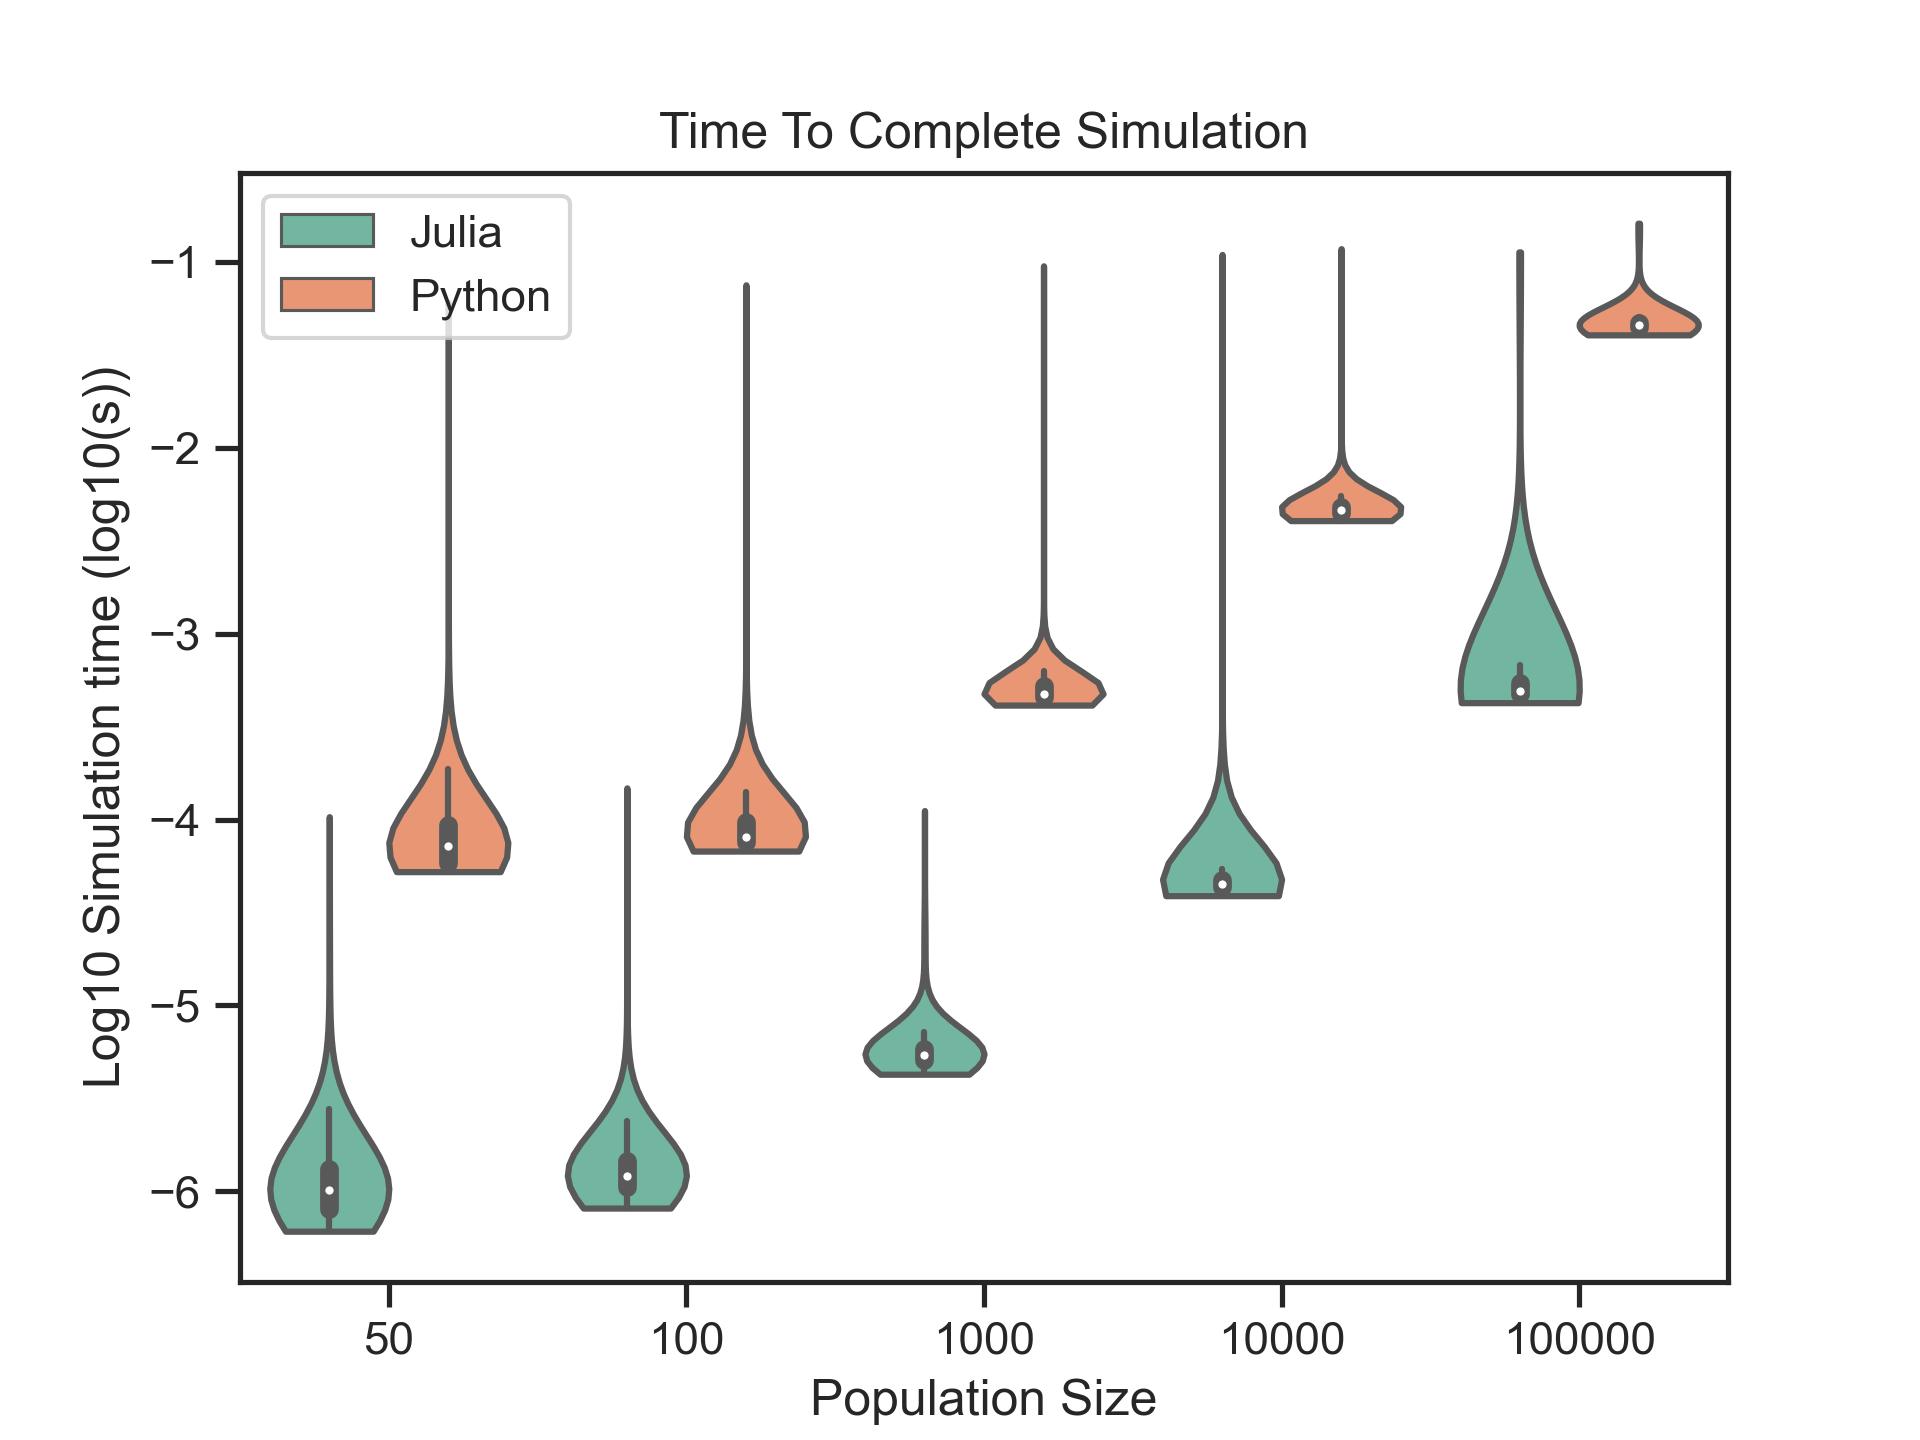 Time To Complete Simulation
Julia
Python
−1
−2
−3
−4
−5
−6
Log10 Simulation time (log10(s))
50
100
1000
10000
100000
Population Size